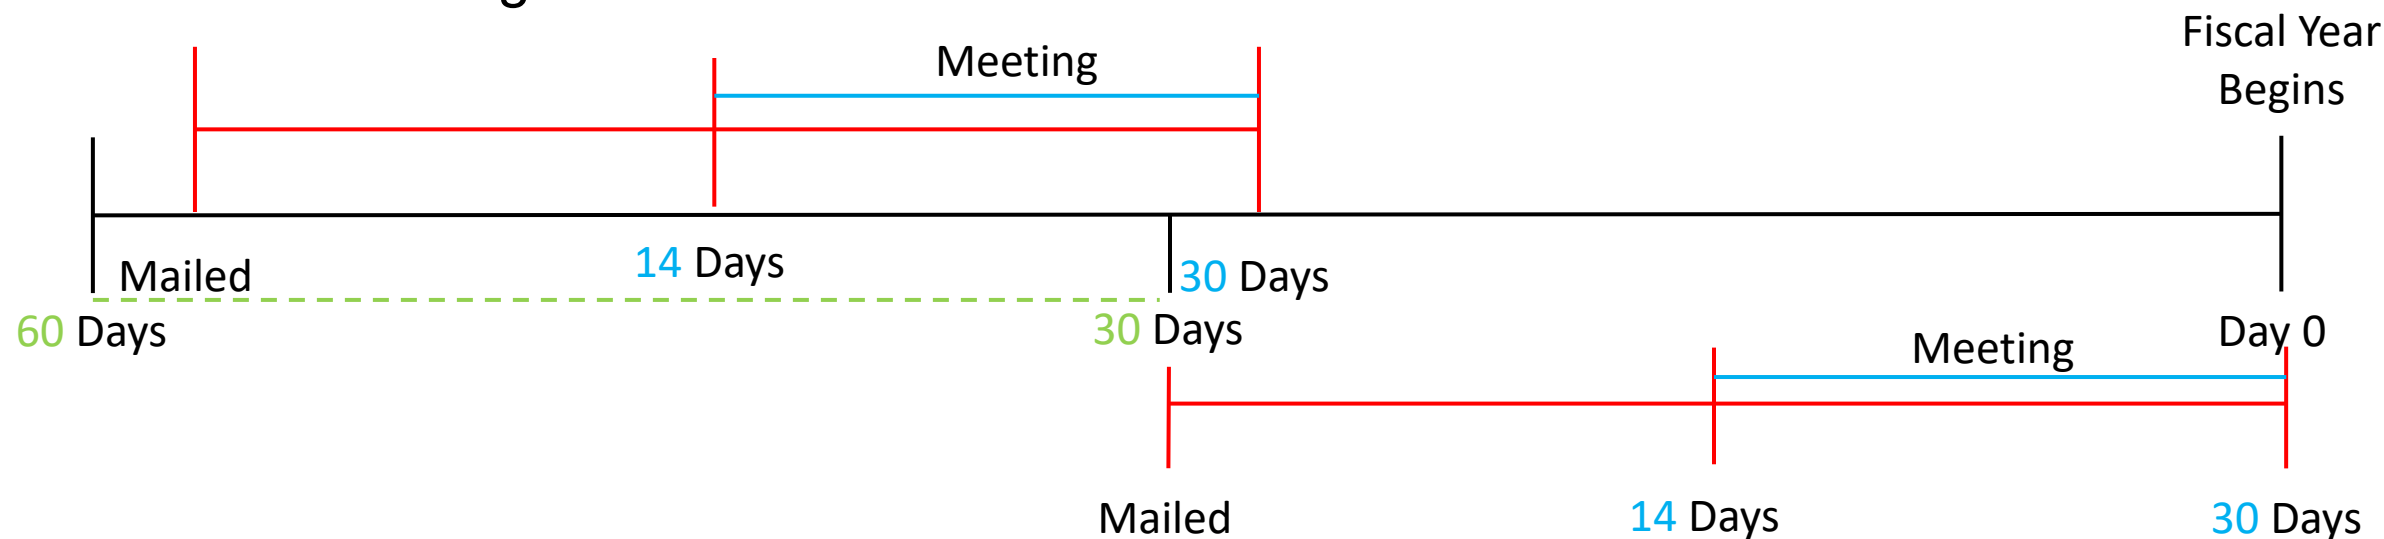 Fiscal Year
Begins
Meeting
Mailed
14 Days
30 Days
60 Days
30 Days
Day 0
Meeting
Mailed
14 Days
30 Days